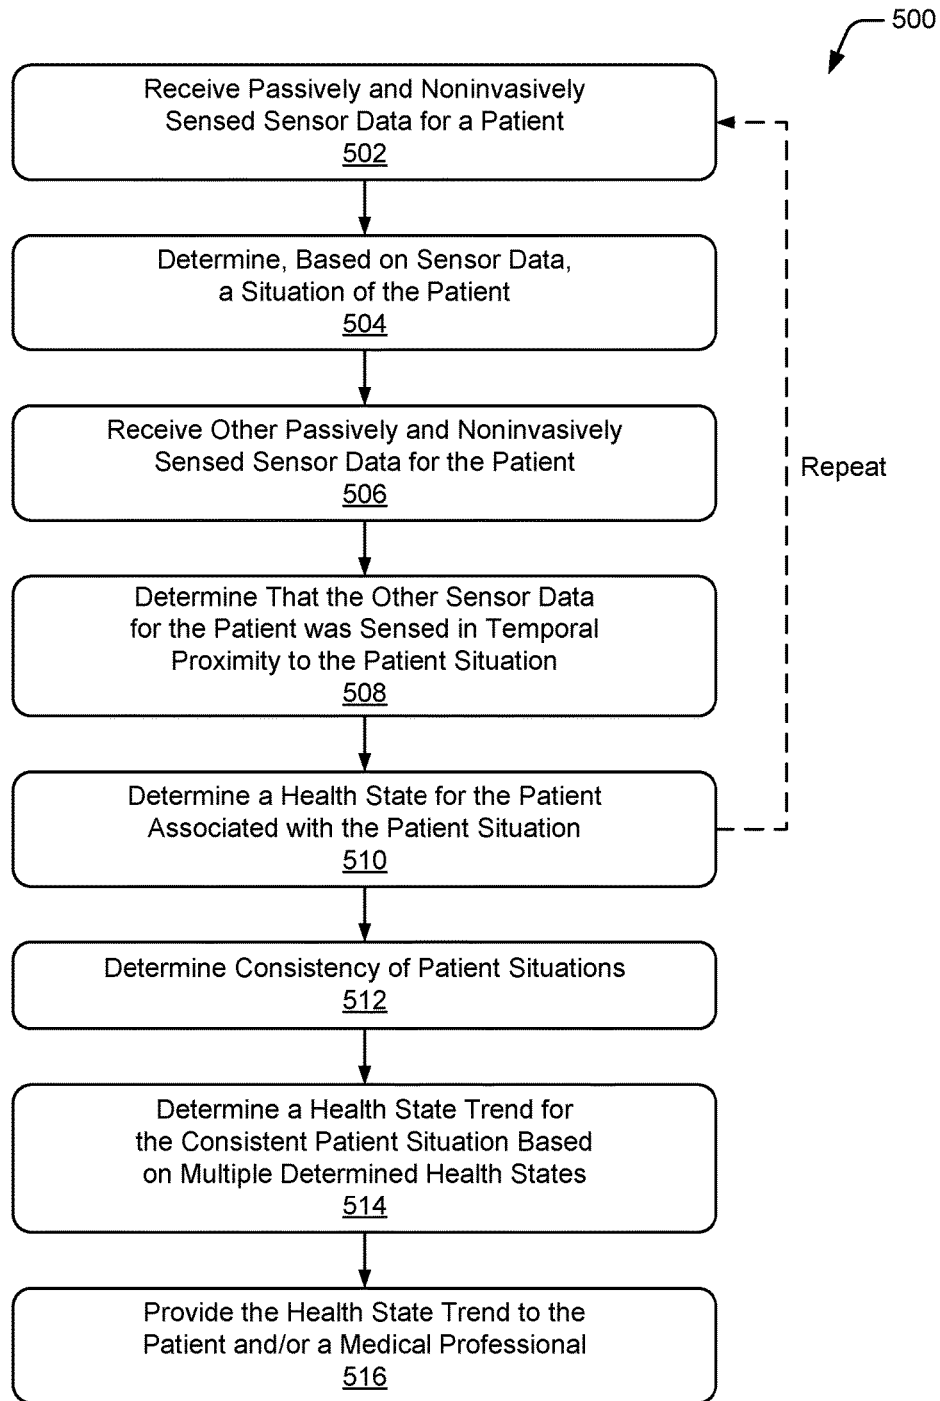 500
Receive Passively and Noninvasively
Sensed Sensor Data for a Patient
502
Determine, Based on Sensor Data,
a Situation of the Patient
504
Receive Other Passively and Noninvasively
Sensed Sensor Data for the Patient
506
Repeat
Determine That the Other Sensor Data
for the Patient was Sensed in Temporal
Proximity to the Patient Situation
508
Determine a Health State for the Patient
Associated with the Patient Situation
510
Determine Consistency of Patient Situations
512
Determine a Health State Trend for
the Consistent Patient Situation Based
on Multiple Determined Health States
514
Provide the Health State Trend to the
Patient and/or a Medical Professional
516